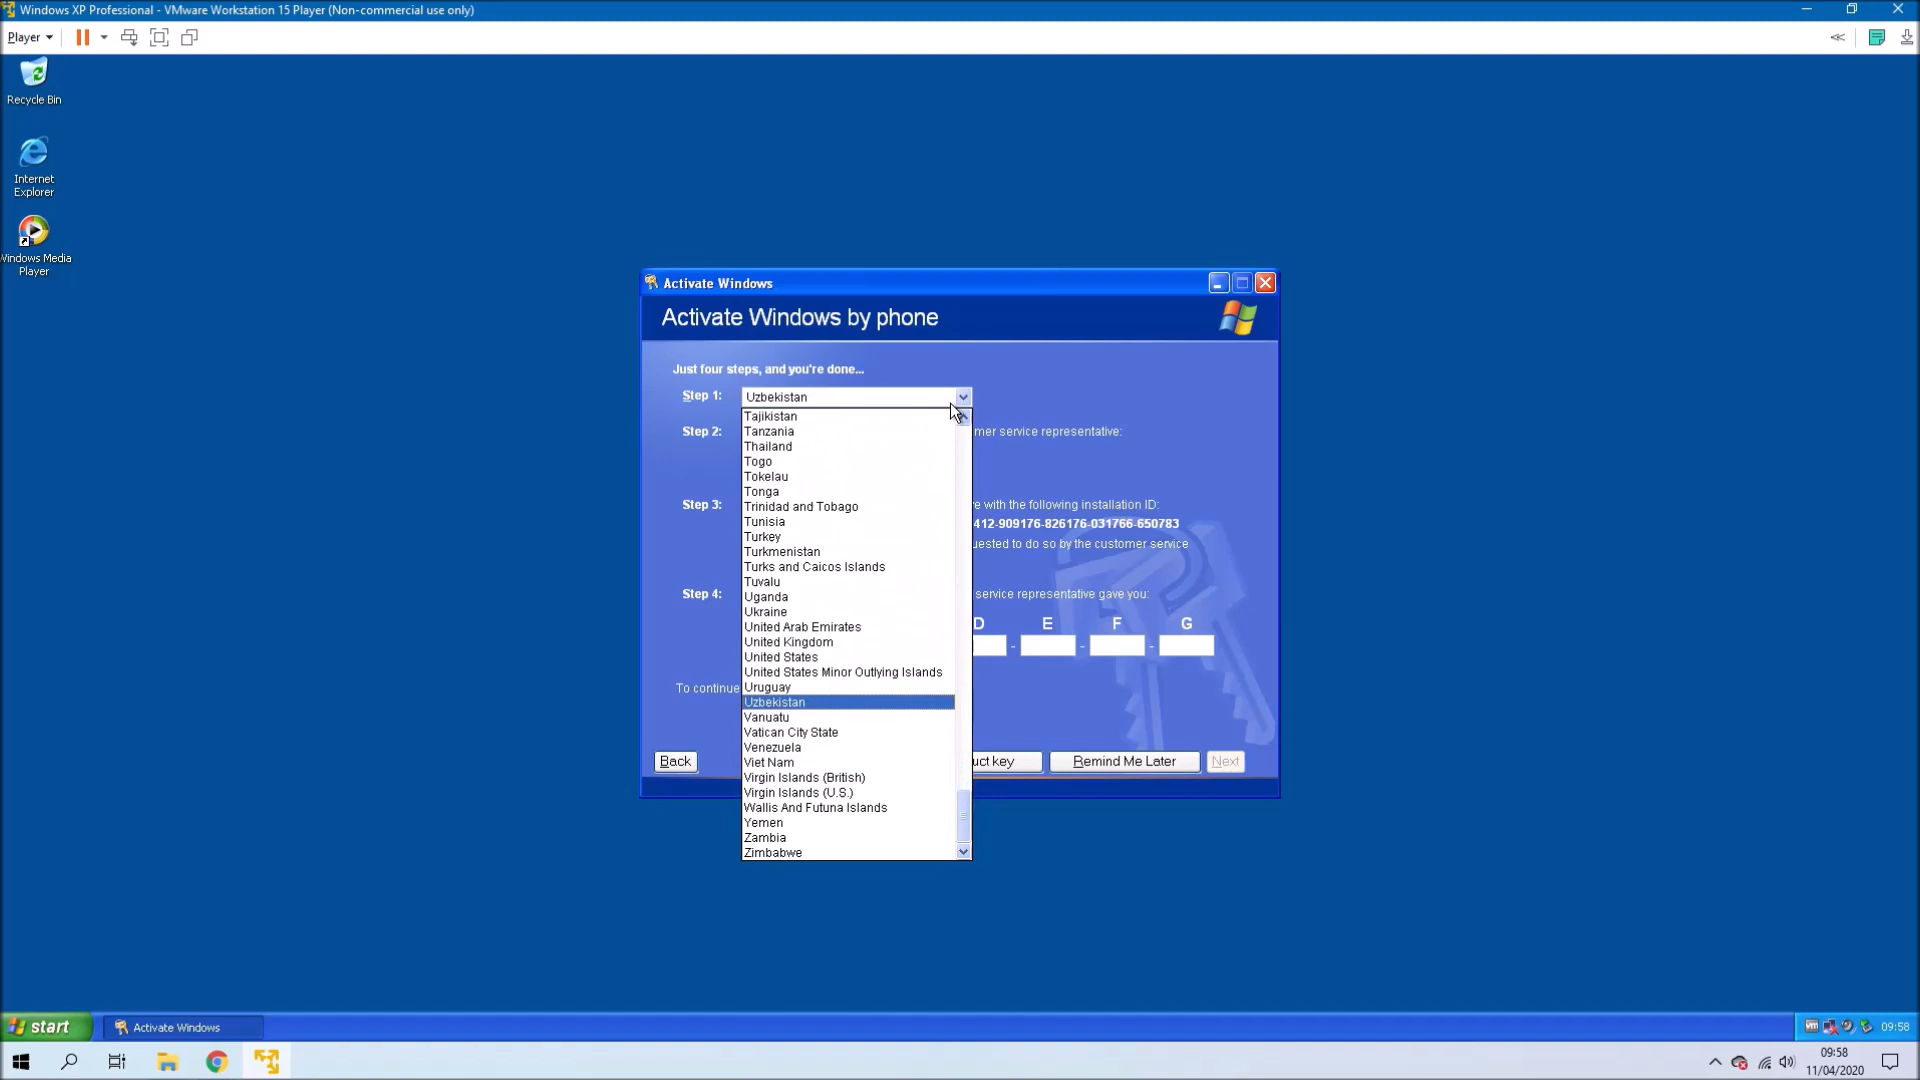 Windows XP Professional - VMware Workstation 15 Player (Non-commercial use only)
Player
Recycle Bin
Internet
Explorer
Windows Media
Player
Activate Windows
Activate Windows by phone
Just four steps, and you're done...
Step 1:
Uzbekistan
Tajikistan
Step 2:
Tanzania
mer service representative:
Thailand
Togo
Tokelau
Tonga
Step 3:
Trinidad and Tobago
e with the following installation ID:
Tunisia
412-909176-826176-031766-650783
Turkey
uested to do so by the customer service
Turkmenistan
Turks and Caicos Islands
Tuvalu
Step 4:
Uganda
service representative gave you:
Ukraine
United Arab Emirates
D E F G
United Kingdom
- - -
United States
United States Minor Outlying Islands
To continue
Uruguay
Uzbekistan
Vanuatu
Vatican City State
Venezuela
Viet Nam
Back
uct key
Remind Me Later
Next
Virgin Islands (British)
Virgin Islands (U.S.)
Wallis And Futuna Islands
Yemen
Zambia
Zimbabwe
start
Activate Windows
vm
09:58
09:58
11/04/2020